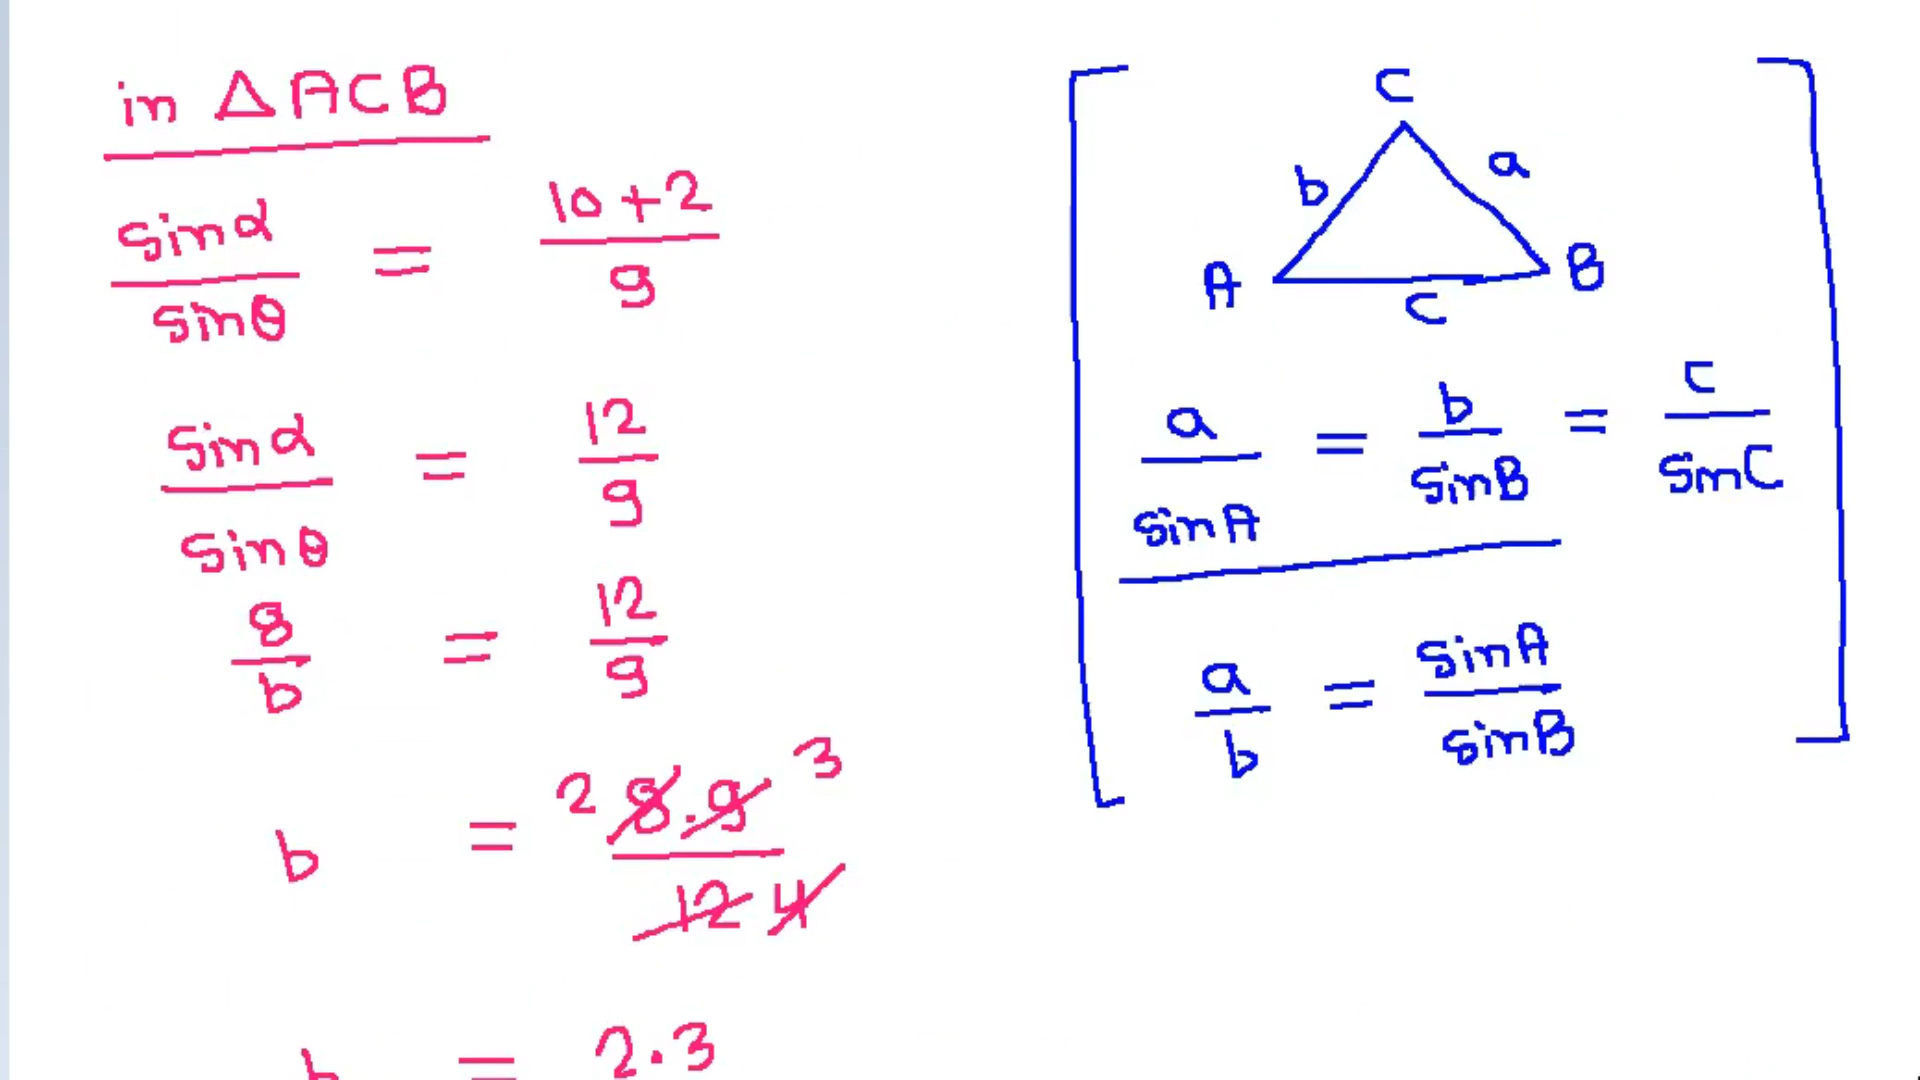 in △ACB
sinα/sinθ = 10+2/9
sinα/sinθ = 12/9
8/b = 12/9
b = 2 8.9 3/12 4
b = 2.3
C
b a
A B
c
a/sinA = b/sinB = c/sinC
a/b = sinA/sinB